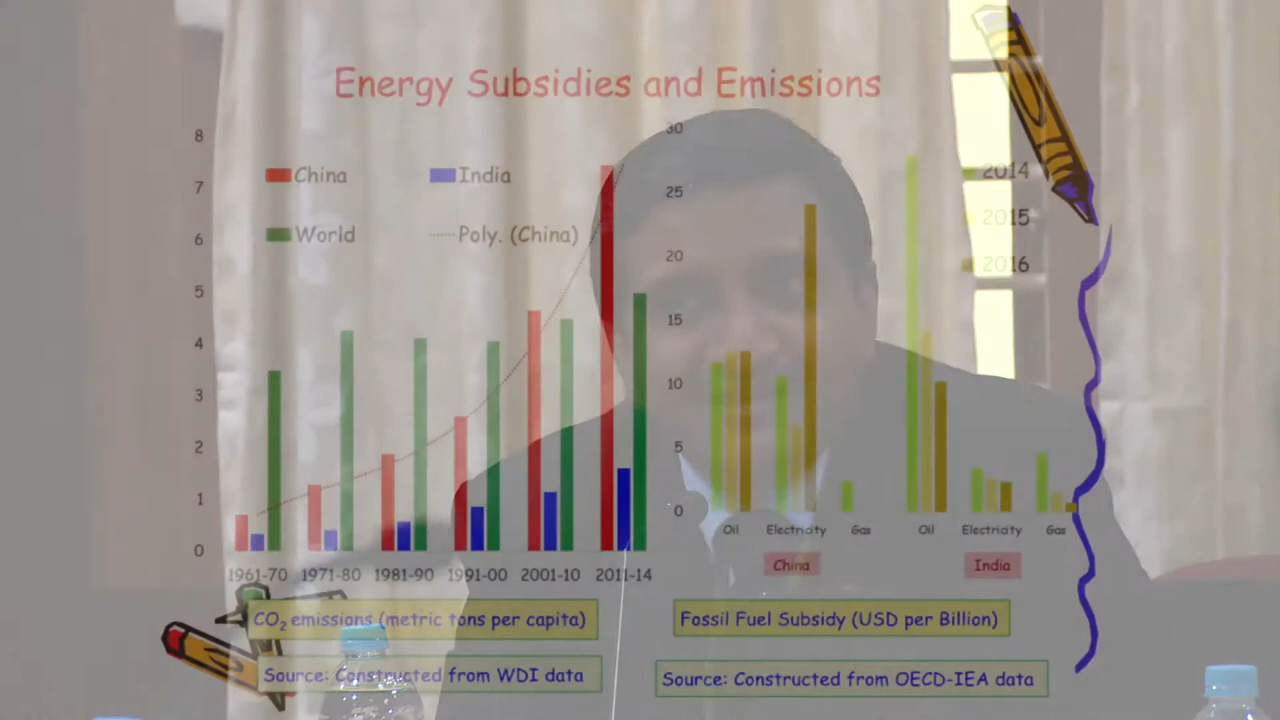 Energy Subsidies and Emissions
8
7
6
5
4
3
2
1
0
China
India
World
Poly. (China)
1961-70 1971-80 1981-90 1991-00 2001-10 2011-14
CO2 emissions (metric tons per capita)
Source: Constructed from WDI data
30
25
20
15
10
5
0
2014
2015
2016
Oil Electricity Gas Oil Electricity Gas
China India
Fossil Fuel Subsidy (USD per Billion)
Source: Constructed from OECD-IEA data